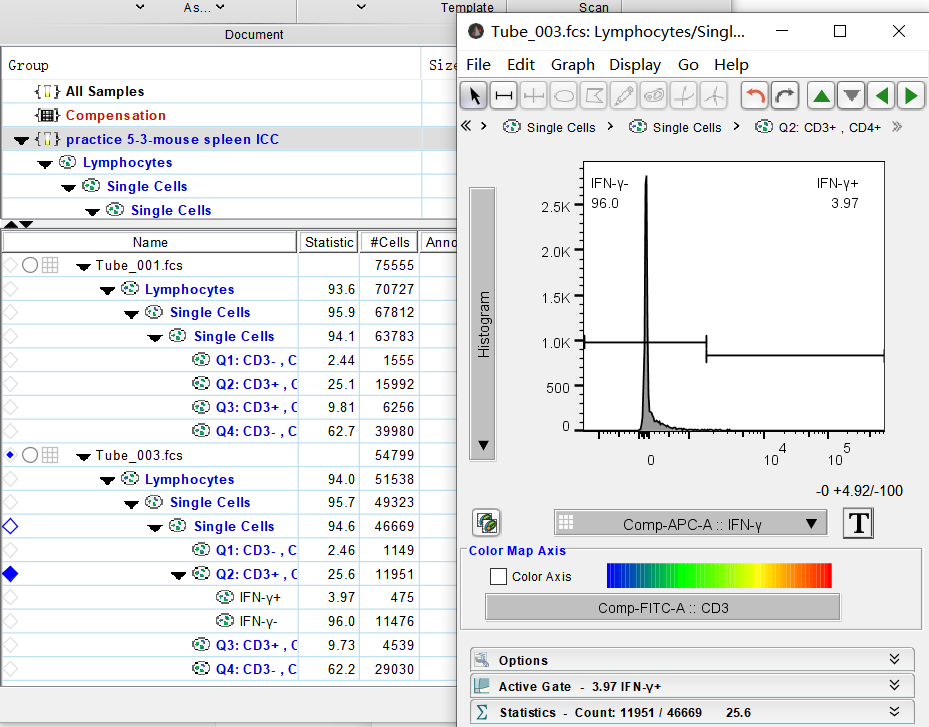 As... Template Scan
Document
Group Size
{ } All Samples
{ } Compensation
{ } practice 5-3-mouse spleen ICC
Lymphocytes
Single Cells
Single Cells
Name Statistic #Cells Anno
Tube_001.fcs 75555
Lymphocytes 93.6 70727
Single Cells 95.9 67812
Single Cells 94.1 63783
Q1: CD3- , C 2.44 1555
Q2: CD3+ , C 25.1 15992
Q3: CD3+ , C 9.81 6256
Q4: CD3- , C 62.7 39980
Tube_003.fcs 54799
Lymphocytes 94.0 51538
Single Cells 95.7 49323
Single Cells 94.6 46669
Q1: CD3- , C 2.46 1149
Q2: CD3+ , C 25.6 11951
IFN-γ+ 3.97 475
IFN-γ- 96.0 11476
Q3: CD3+ , C 9.73 4539
Q4: CD3- , C 62.2 29030
Tube_003.fcs: Lymphocytes/Singl...
File Edit Graph Display Go Help
Single Cells Single Cells Q2: CD3+ , CD4+
IFN-γ- IFN-γ+
96.0 3.97
2.5K
2.0K
1.5K
1.0K
500
0
Histogram
0 10^4 10^5
-0 +4.92/-100
Comp-APC-A :: IFN-γ T
Color Map Axis
Color Axis
Comp-FITC-A :: CD3
Options
Active Gate - 3.97 IFN-γ+
Σ Statistics - Count: 11951 / 46669 25.6